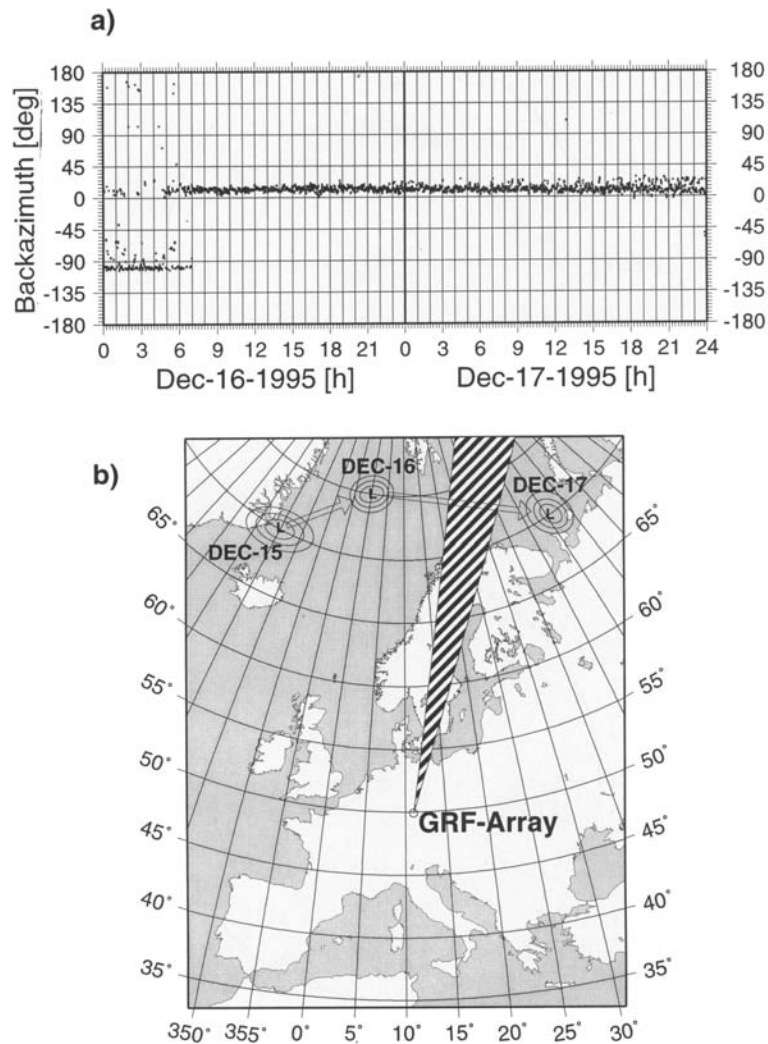 a)
Backazimuth [deg]
180 180
135 135
90 90
45 45
0 0
-45 -45
-90 -90
-135 -135
-180 -180
0 3 6 9 12 15 18 21 0 3 6 9 12 15 18 21 24
Dec-16-1995 [h] Dec-17-1995 [h]
b)
DEC-16
DEC-17
L
L
L
DEC-15
65° 65°
60° 60°
55° 55°
50° 50°
GRF-Array
45° 45°
40° 40°
35° 35°
350° 355° 0° 5° 10° 15° 20° 25° 30°